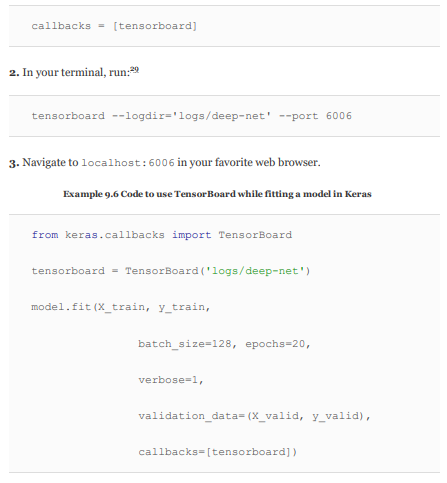 callbacks = [tensorboard]
2. In your terminal, run:29
tensorboard --logdir='logs/deep-net' --port 6006
3. Navigate to localhost:6006 in your favorite web browser.
Example 9.6 Code to use TensorBoard while fitting a model in Keras
from keras.callbacks import TensorBoard
tensorboard = TensorBoard('logs/deep-net')
model.fit(X_train, y_train,
batch_size=128, epochs=20,
verbose=1,
validation_data=(X_valid, y_valid),
callbacks=[tensorboard])